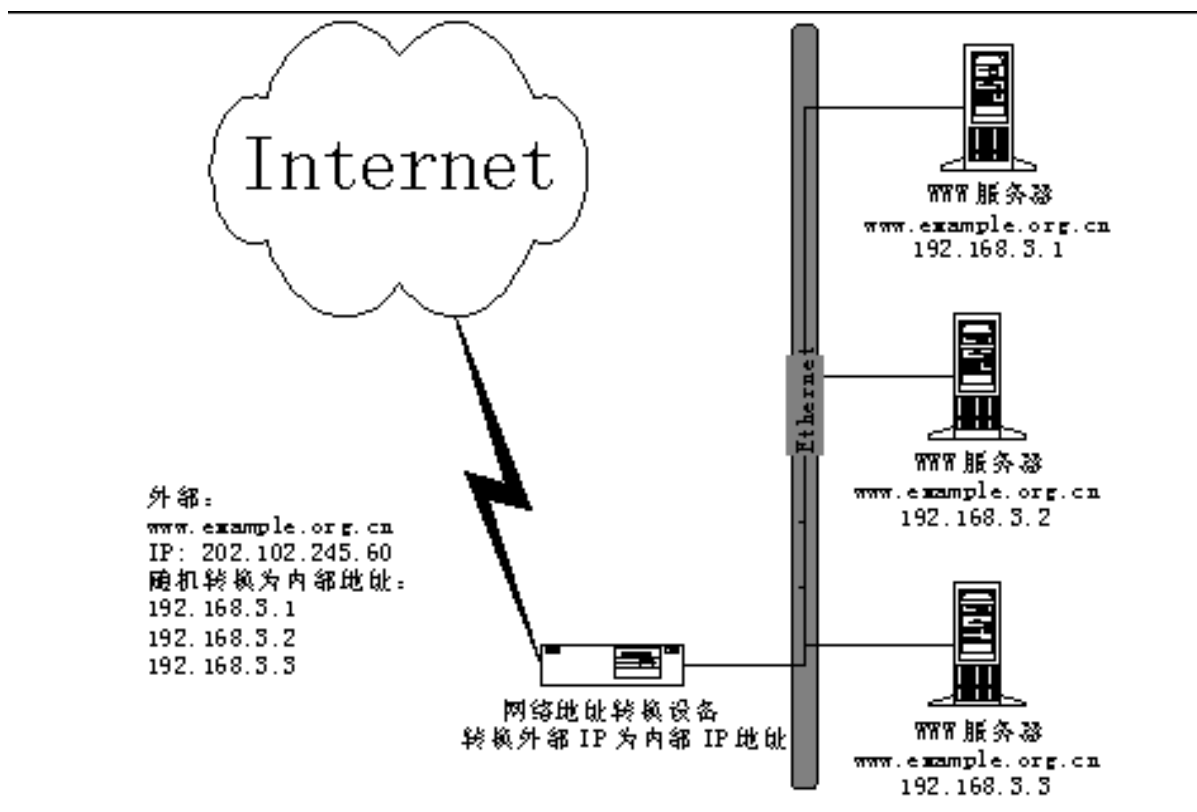 Internet
Ethernet
WWW 服务器
www.example.org.cn
192.168.3.1
WWW 服务器
www.example.org.cn
192.168.3.2
外部：
www.example.org.cn
IP: 202.102.245.60
随机转换为内部地址：
192.168.3.1
192.168.3.2
192.168.3.3
网络地址转换设备
转换外部 IP 为内部 IP 地址
WWW 服务器
www.example.org.cn
192.168.3.3